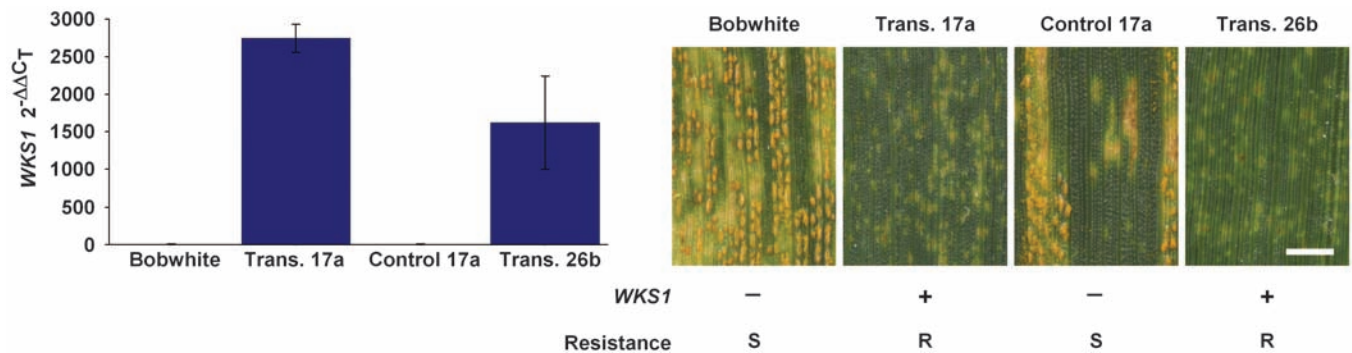 3000
2500
2000
1500
1000
500
0
WKS1 2^-ΔΔC_T
Bobwhite Trans. 17a Control 17a Trans. 26b
Bobwhite Trans. 17a Control 17a Trans. 26b
WKS1 – + – +
Resistance S R S R